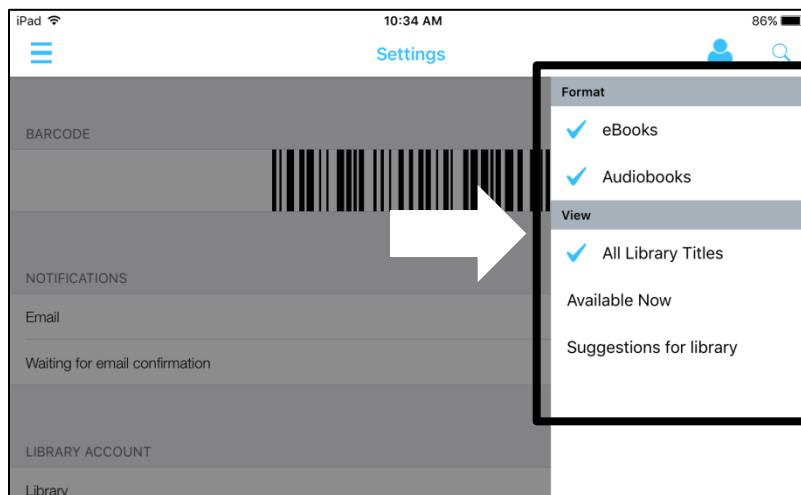 iPad 10:34 AM 86%
Settings
BARCODE
NOTIFICATIONS
Email
Waiting for email confirmation
LIBRARY ACCOUNT
Library
Format
eBooks
Audiobooks
View
All Library Titles
Available Now
Suggestions for library